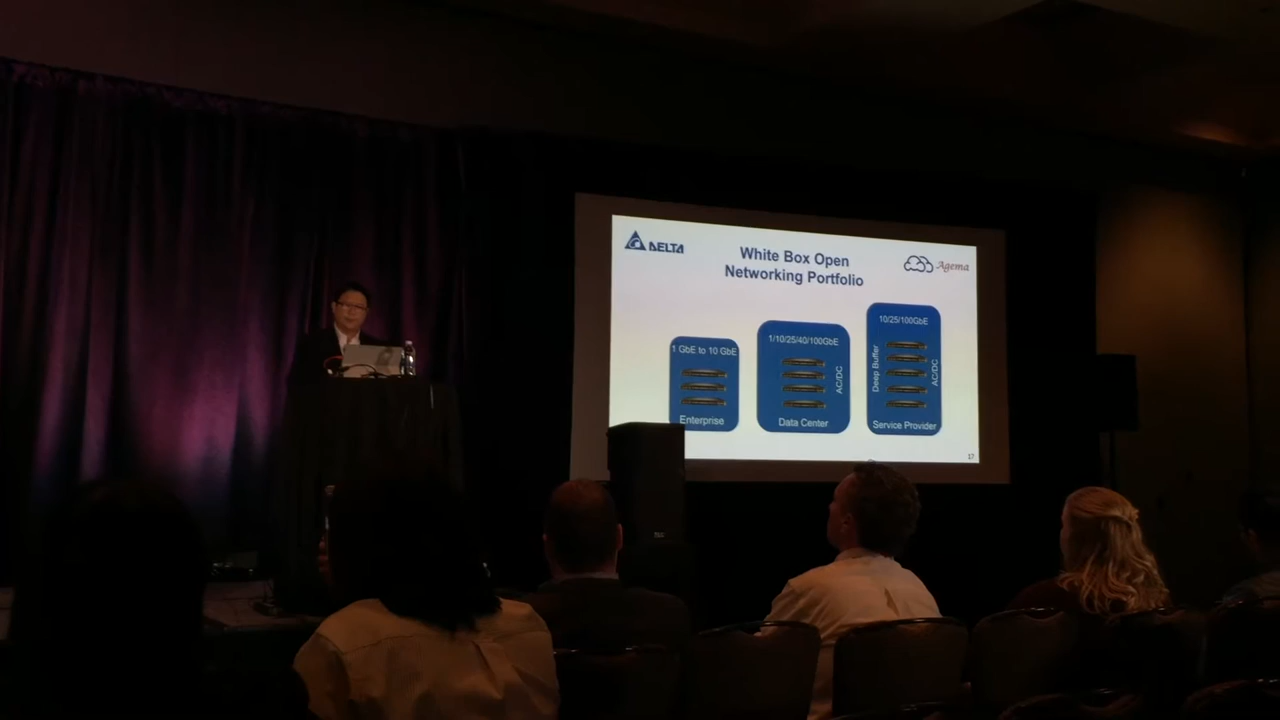 DELTA
White Box Open
Networking Portfolio
Agema
1 GbE to 10 GbE
Enterprise
1/10/25/40/100GbE
AC/DC
Data Center
10/25/100GbE
Deep Buffer
AC/DC
Service Provider
17